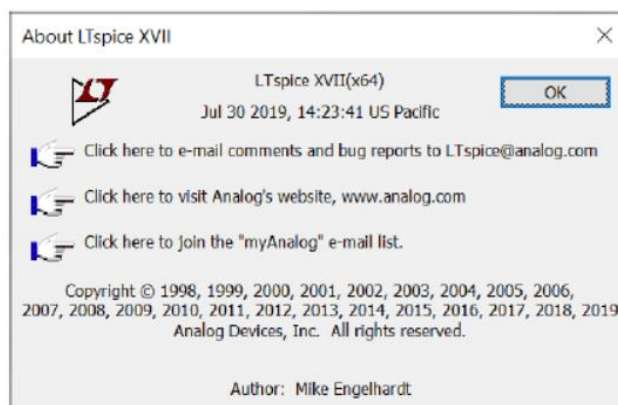 About LTspice XVII
LTspice XVII(x64)
OK
Jul 30 2019, 14:23:41 US Pacific
Click here to e-mail comments and bug reports to LTspice@analog.com
Click here to visit Analog's website, www.analog.com
Click here to join the "myAnalog" e-mail list.
Copyright © 1998, 1999, 2000, 2001, 2002, 2003, 2004, 2005, 2006,
2007, 2008, 2009, 2010, 2011, 2012, 2013, 2014, 2015, 2016, 2017, 2018, 2019
Analog Devices, Inc.  All rights reserved.
Author:  Mike Engelhardt